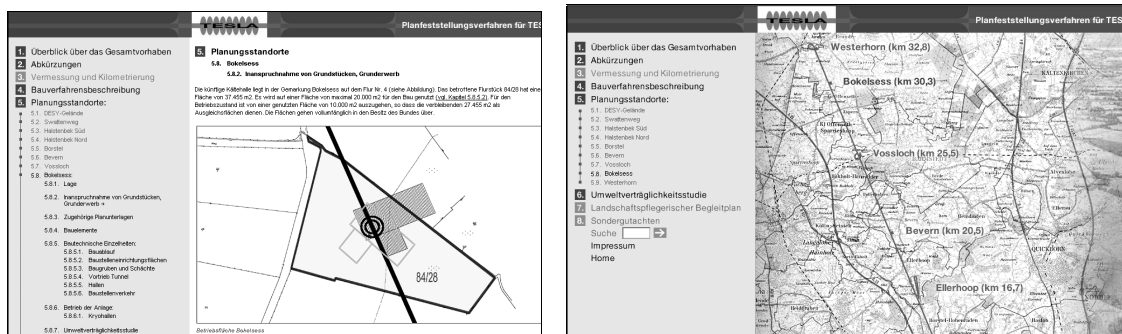 TESLA
Planfeststellungsverfahren für TES
1. Überblick über das Gesamtvorhaben
2. Abkürzungen
3. Vermessung und Kilometrierung
4. Bauverfahrensbeschreibung
5. Planungsstandorte:
5.1. DESY-Gelände
5.2. Swattenweg
5.3. Halstenbek Süd
5.4. Halstenbek Nord
5.5. Borstel
5.6. Bevern
5.7. Vossloch
5.8. Bokelsess:
5.8.1. Lage
5.8.2. Inanspruchnahme von Grundstücken,
Grunderwerb
5.8.3. Zugehörige Planunterlagen
5.8.4. Bauelemente
5.8.5. Bautechnische Einzelheiten:
5.8.5.1. Bauablauf
5.8.5.2. Baustelleneinrichtungsflächen
5.8.5.3. Baugruben und Schächte
5.8.5.4. Vortrieb Tunnel
5.8.5.5. Hallen
5.8.5.6. Baustellenverkehr
5.8.6. Betrieb der Anlage:
5.8.6.1. Kryohallen
5.8.7. Umweltverträglichkeitsstudie
5. Planungsstandorte
5.8. Bokelsess
5.8.2. Inanspruchnahme von Grundstücken, Grunderwerb
Die künftige Kältehalle liegt in der Gemarkung Bokelsess auf dem Flur Nr. 4 (siehe Abbildung). Das betroffene Flurstück 84/28 hat eine
Fläche von 37.455 m2. Es wird auf einer Fläche von maximal 20.000 m2 für den Bau genutzt (vgl. Kapitel 5.8.5.2). Für den
Betriebszustand ist von einer genutzten Fläche von 10.000 m2 auszugehen, so dass die verbleibenden 27.455 m2 als
Ausgleichsflächen dienen. Die Flächen gehen vollumfänglich in den Besitz des Bundes über.
84/28
Betriebsfläche Bokelsess
TESLA
Planfeststellungsverfahren für TES
1. Überblick über das Gesamtvorhaben
2. Abkürzungen
3. Vermessung und Kilometrierung
4. Bauverfahrensbeschreibung
5. Planungsstandorte:
5.1. DESY-Gelände
5.2. Swattenweg
5.3. Halstenbek Süd
5.4. Halstenbek Nord
5.5. Borstel
5.6. Bevern
5.7. Vossloch
5.8. Bokelsess
5.9. Westerhorn
6. Umweltverträglichkeitsstudie
7. Landschaftspflegerischer Begleitplan
8. Sondergutachten
Suche
Impressum
Home
Westerhorn (km 32,8)
KALTENKIRCHEN
Bokelsess (km 30,3)
Vossloch (km 25,5)
Alveslohe
Bevern (km 20,5)
QUICKBORN
Ellerhoop (km 16,7)